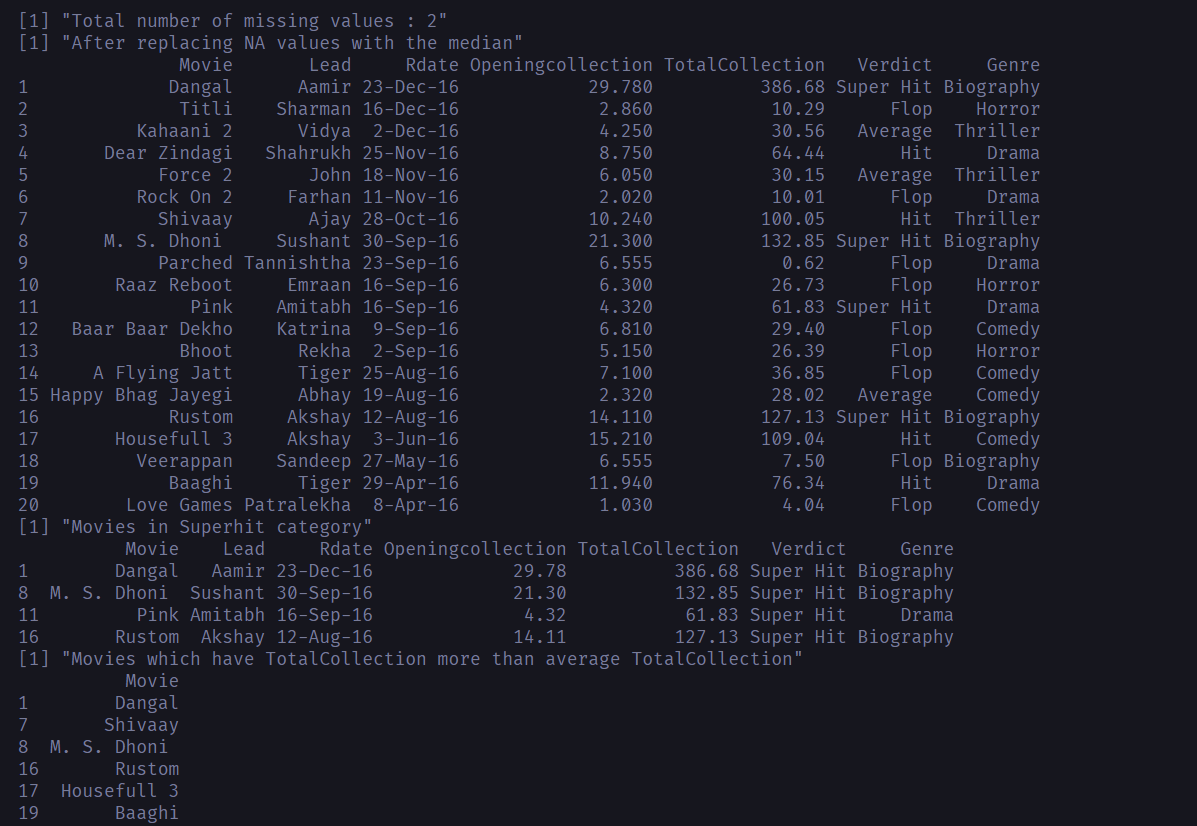 [1] "Total number of missing values : 2"
[1] "After replacing NA values with the median"
               Movie       Lead     Rdate Openingcollection TotalCollection   Verdict     Genre
1             Dangal      Aamir 23-Dec-16            29.780          386.68 Super Hit Biography
2              Titli    Sharman 16-Dec-16             2.860           10.29      Flop    Horror
3          Kahaani 2      Vidya  2-Dec-16             4.250           30.56   Average  Thriller
4       Dear Zindagi   Shahrukh 25-Nov-16             8.750           64.44       Hit     Drama
5            Force 2       John 18-Nov-16             6.050           30.15   Average  Thriller
6          Rock On 2     Farhan 11-Nov-16             2.020           10.01      Flop     Drama
7            Shivaay       Ajay 28-Oct-16            10.240          100.05       Hit  Thriller
8       M. S. Dhoni     Sushant 30-Sep-16            21.300          132.85 Super Hit Biography
9            Parched Tannishtha 23-Sep-16             6.555            0.62      Flop     Drama
10       Raaz Reboot     Emraan 16-Sep-16             6.300           26.73      Flop    Horror
11              Pink    Amitabh 16-Sep-16             4.320           61.83 Super Hit     Drama
12   Baar Baar Dekho    Katrina  9-Sep-16             6.810           29.40      Flop    Comedy
13             Bhoot      Rekha  2-Sep-16             5.150           26.39      Flop    Horror
14     A Flying Jatt      Tiger 25-Aug-16             7.100           36.85      Flop    Comedy
15 Happy Bhag Jayegi      Abhay 19-Aug-16             2.320           28.02   Average    Comedy
16            Rustom     Akshay 12-Aug-16            14.110          127.13 Super Hit Biography
17       Housefull 3     Akshay  3-Jun-16            15.210          109.04       Hit    Comedy
18         Veerappan    Sandeep 27-May-16             6.555            7.50      Flop Biography
19            Baaghi      Tiger 29-Apr-16            11.940           76.34       Hit     Drama
20        Love Games Patralekha  8-Apr-16             1.030            4.04      Flop    Comedy
[1] "Movies in Superhit category"
          Movie    Lead     Rdate Openingcollection TotalCollection   Verdict     Genre
1        Dangal   Aamir 23-Dec-16             29.78          386.68 Super Hit Biography
8  M. S. Dhoni  Sushant 30-Sep-16             21.30          132.85 Super Hit Biography
11         Pink Amitabh 16-Sep-16              4.32           61.83 Super Hit     Drama
16       Rustom  Akshay 12-Aug-16             14.11          127.13 Super Hit Biography
[1] "Movies which have TotalCollection more than average TotalCollection"
          Movie
1        Dangal
7       Shivaay
8  M. S. Dhoni
16       Rustom
17  Housefull 3
19       Baaghi